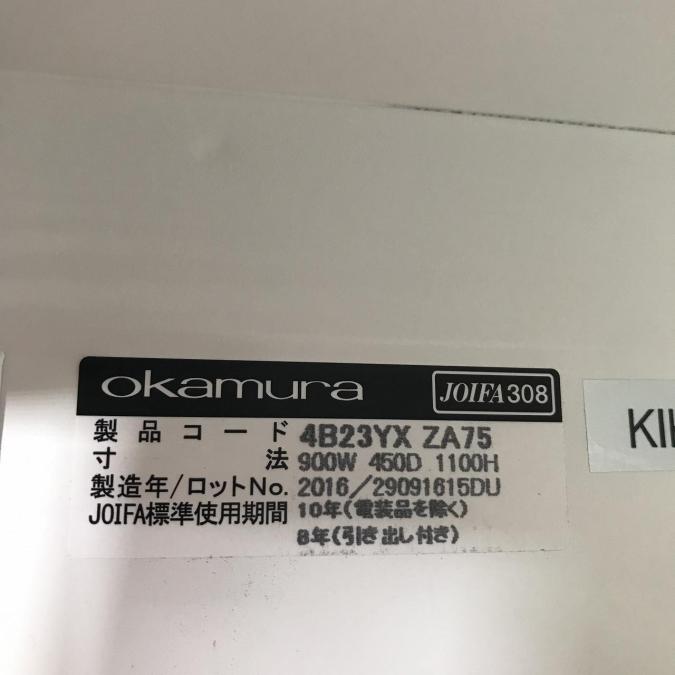 okamura JOIFA308
製品コード 4B23YX ZA75
寸法 900W 450D 1100H
製造年/ロットNo. 2016/29091615DU
JOIFA標準使用期間 10年(電装品を除く)
8年(引き出し付き)